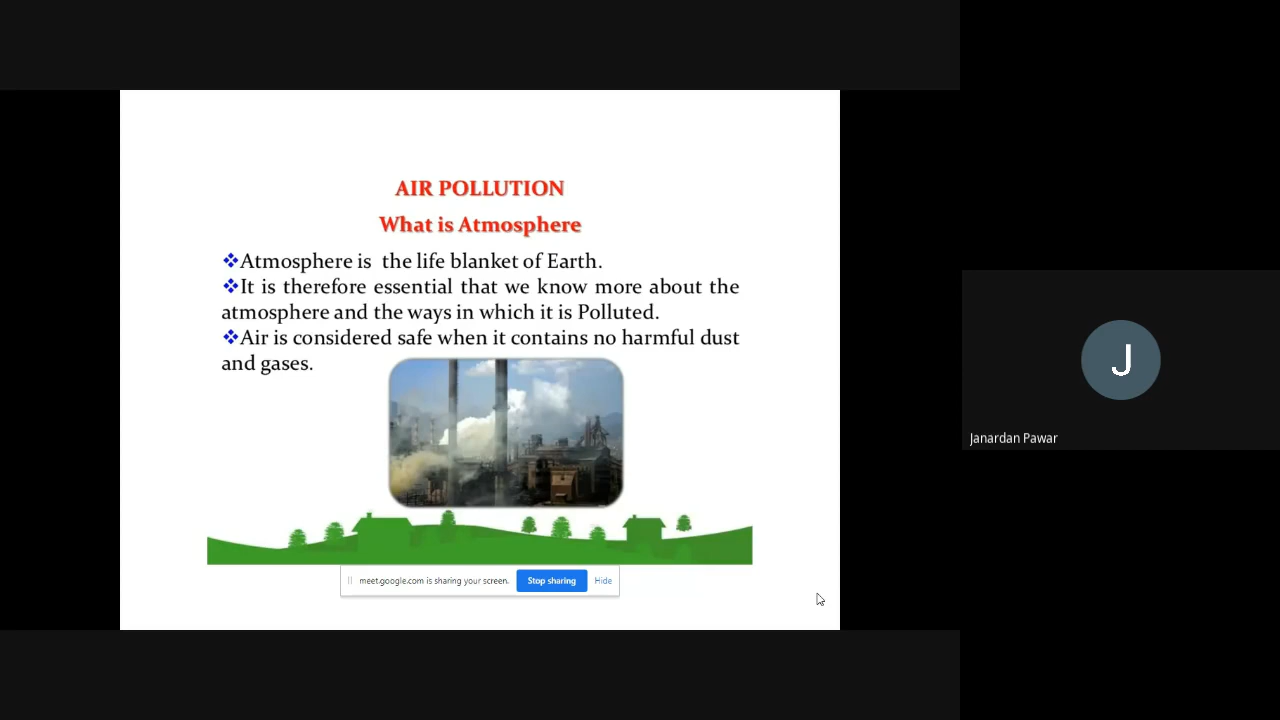 AIR POLLUTION
What is Atmosphere
❖Atmosphere is  the life blanket of Earth.
❖It is therefore essential that we know more about the
atmosphere and the ways in which it is Polluted.
❖Air is considered safe when it contains no harmful dust
and gases.
J
Janardan Pawar
meet.google.com is sharing your screen. Stop sharing Hide